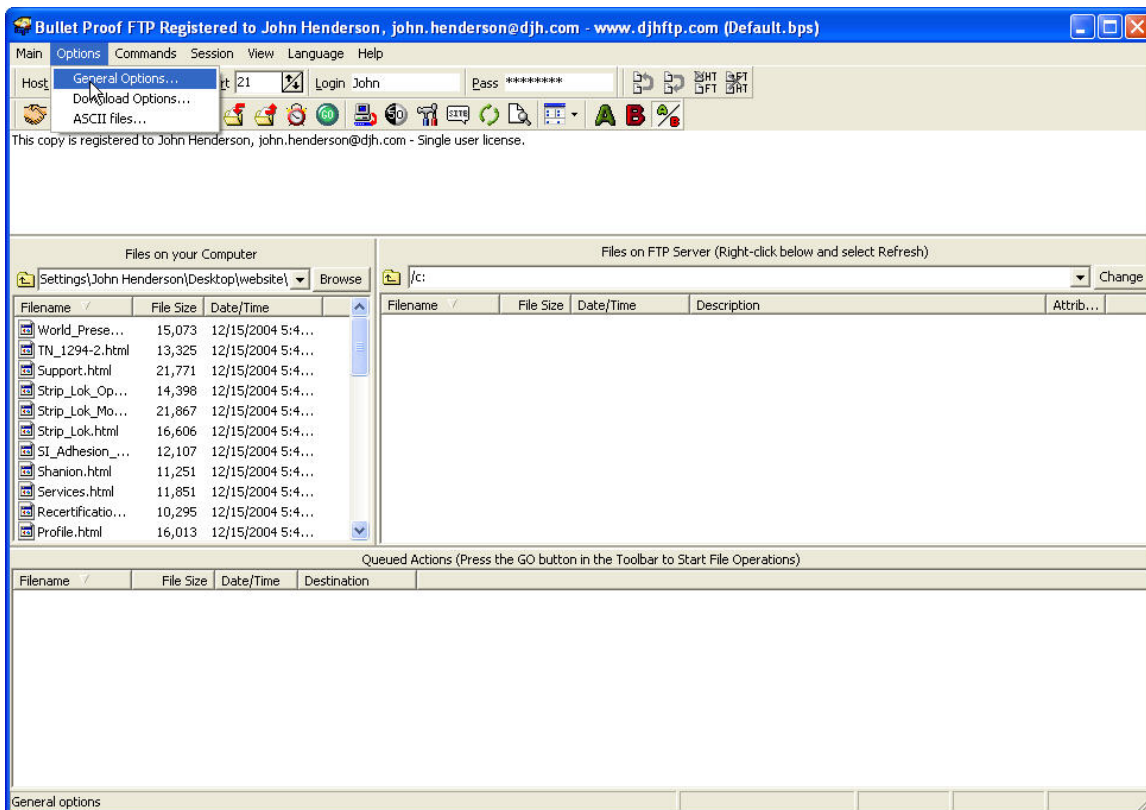 Bullet Proof FTP Registered to John Henderson, john.henderson@djh.com - www.djhftp.com (Default.bps)
Main Options Commands Session View Language Help
Host rt 21 Login John Pass ********
General Options...
Download Options...
ASCII files...
GO SITE A B A/B
This copy is registered to John Henderson, john.henderson@djh.com - Single user license.
Files on your Computer
Settings\John Henderson\Desktop\website\ Browse
Filename File Size Date/Time
World_Prese... 15,073 12/15/2004 5:4...
TN_1294-2.html 13,325 12/15/2004 5:4...
Support.html 21,771 12/15/2004 5:4...
Strip_Lok_Op... 14,398 12/15/2004 5:4...
Strip_Lok_Mo... 21,867 12/15/2004 5:4...
Strip_Lok.html 16,606 12/15/2004 5:4...
SI_Adhesion_... 12,107 12/15/2004 5:4...
Shanion.html 11,251 12/15/2004 5:4...
Services.html 11,851 12/15/2004 5:4...
Recertificatio... 10,295 12/15/2004 5:4...
Profile.html 16,013 12/15/2004 5:4...
Files on FTP Server (Right-click below and select Refresh)
/c: Change
Filename File Size Date/Time Description Attrib...
Queued Actions (Press the GO button in the Toolbar to Start File Operations)
Filename File Size Date/Time Destination
General options